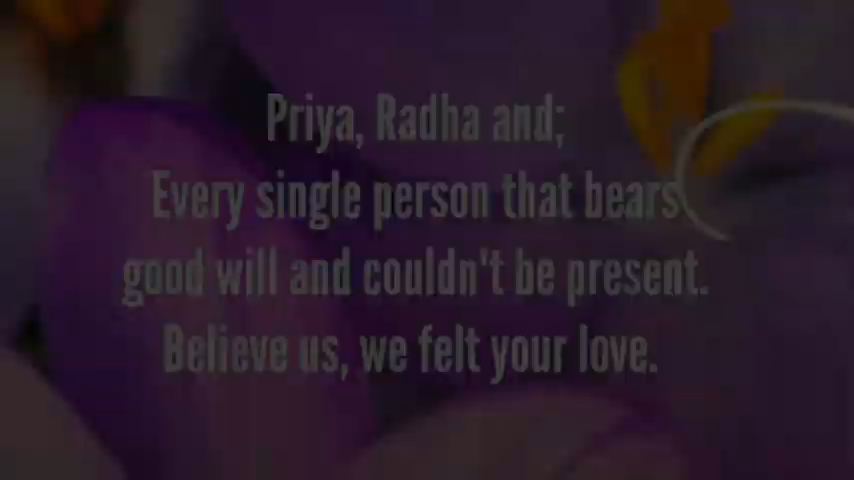 Priya, Radha and;
Every single person that bears
good will and couldn't be present.
Believe us, we felt your love.